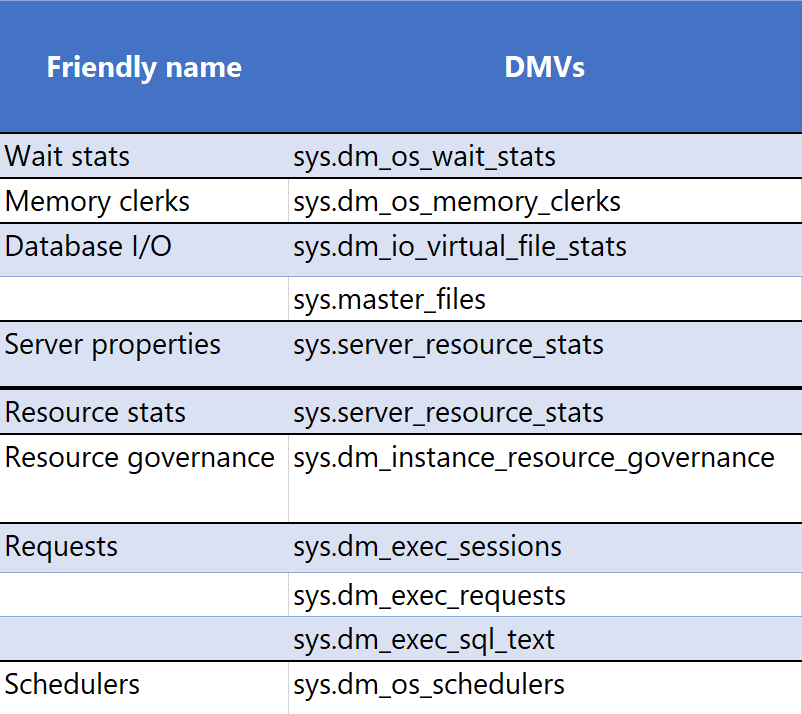 Friendly name DMVs
Wait stats sys.dm_os_wait_stats
Memory clerks sys.dm_os_memory_clerks
Database I/O sys.dm_io_virtual_file_stats
sys.master_files
Server properties sys.server_resource_stats
Resource stats sys.server_resource_stats
Resource governance sys.dm_instance_resource_governance
Requests sys.dm_exec_sessions
sys.dm_exec_requests
sys.dm_exec_sql_text
Schedulers sys.dm_os_schedulers